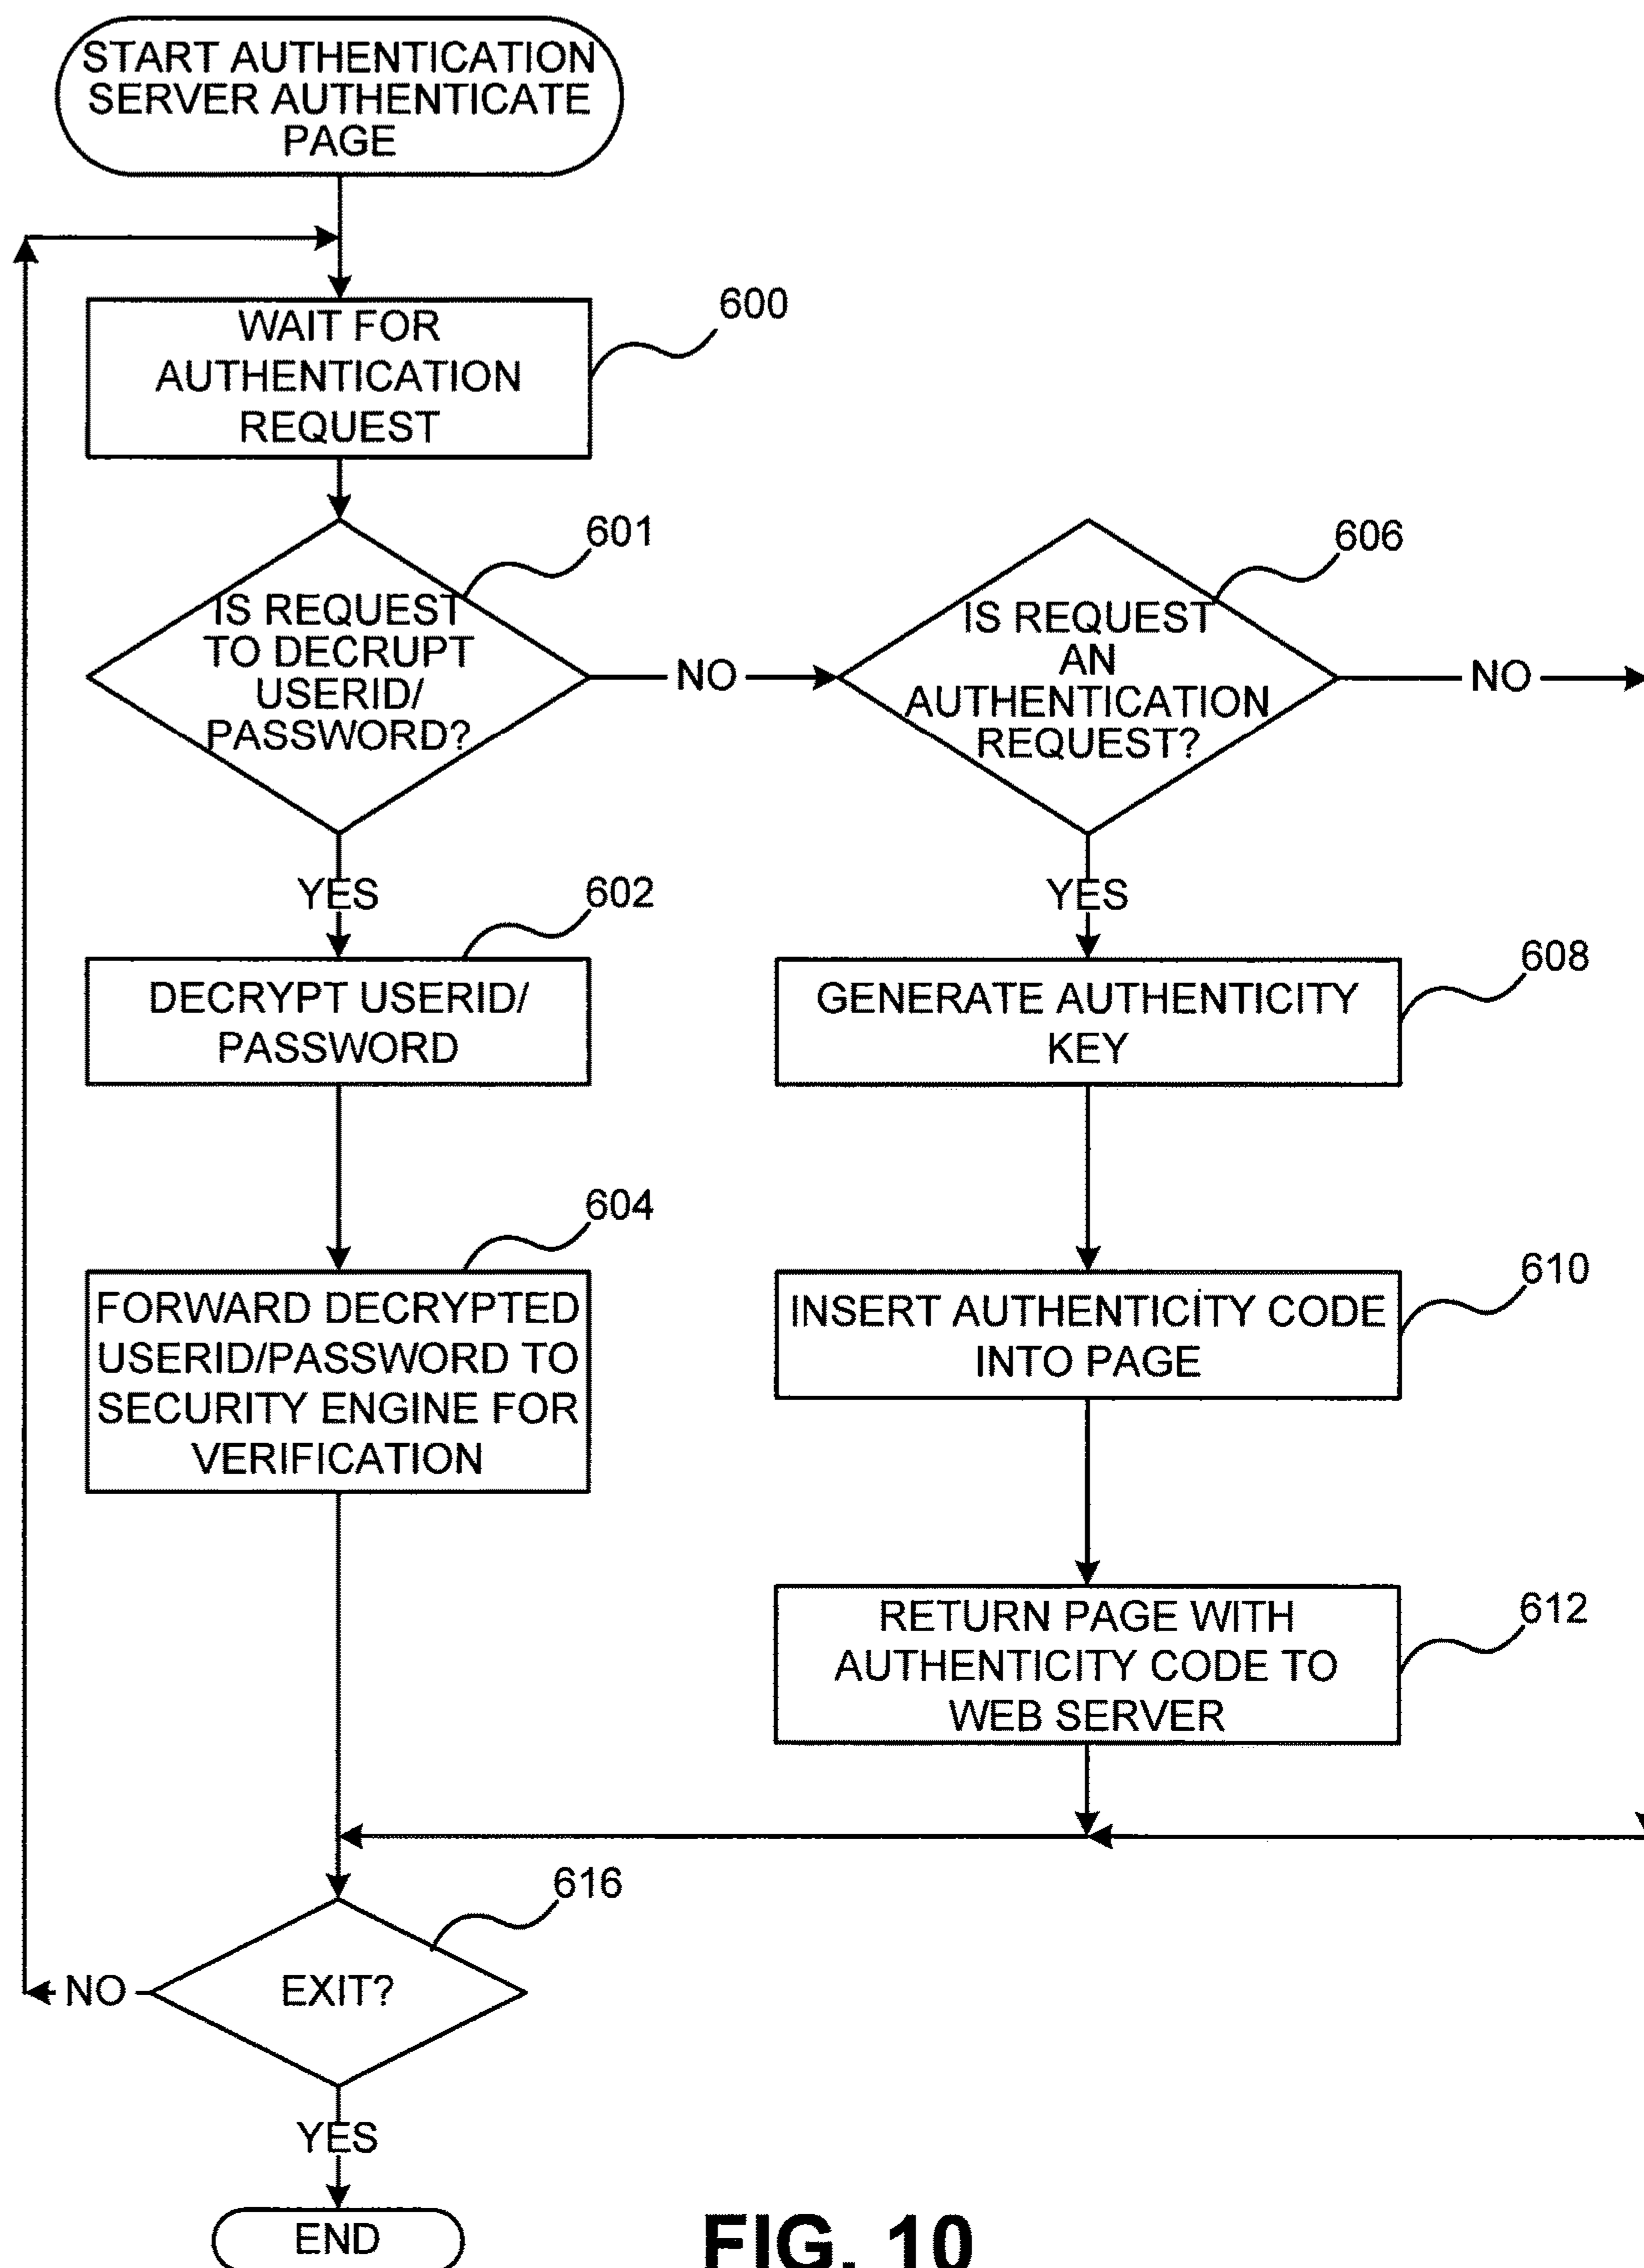 START AUTHENTICATION
SERVER AUTHENTICATE
PAGE
WAIT FOR
AUTHENTICATION
REQUEST
600
IS REQUEST
TO DECRUPT
USERID/
PASSWORD?
601
NO
IS REQUEST
AN
AUTHENTICATION
REQUEST?
606
NO
YES
YES
602
DECRYPT USERID/
PASSWORD
GENERATE AUTHENTICITY
KEY
608
604
FORWARD DECRYPTED
USERID/PASSWORD TO
SECURITY ENGINE FOR
VERIFICATION
INSERT AUTHENTICITY CODE
INTO PAGE
610
RETURN PAGE WITH
AUTHENTICITY CODE TO
WEB SERVER
612
616
EXIT?
NO
YES
END
FIG. 10